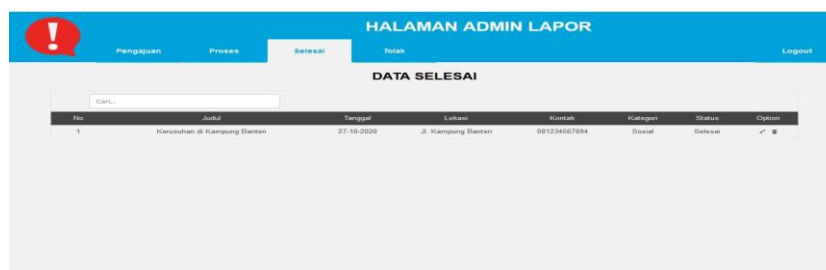 HALAMAN ADMIN LAPOR
Pengajuan Proses Selesai Tolak Logout
DATA SELESAI
Cari..
No Judul Tanggal Lokasi Kontak Kategori Status Option
1 Kerusuhan di Kampung Banten 27-10-2020 Jl. Kampung Banten 081234567894 Sosial Selesai